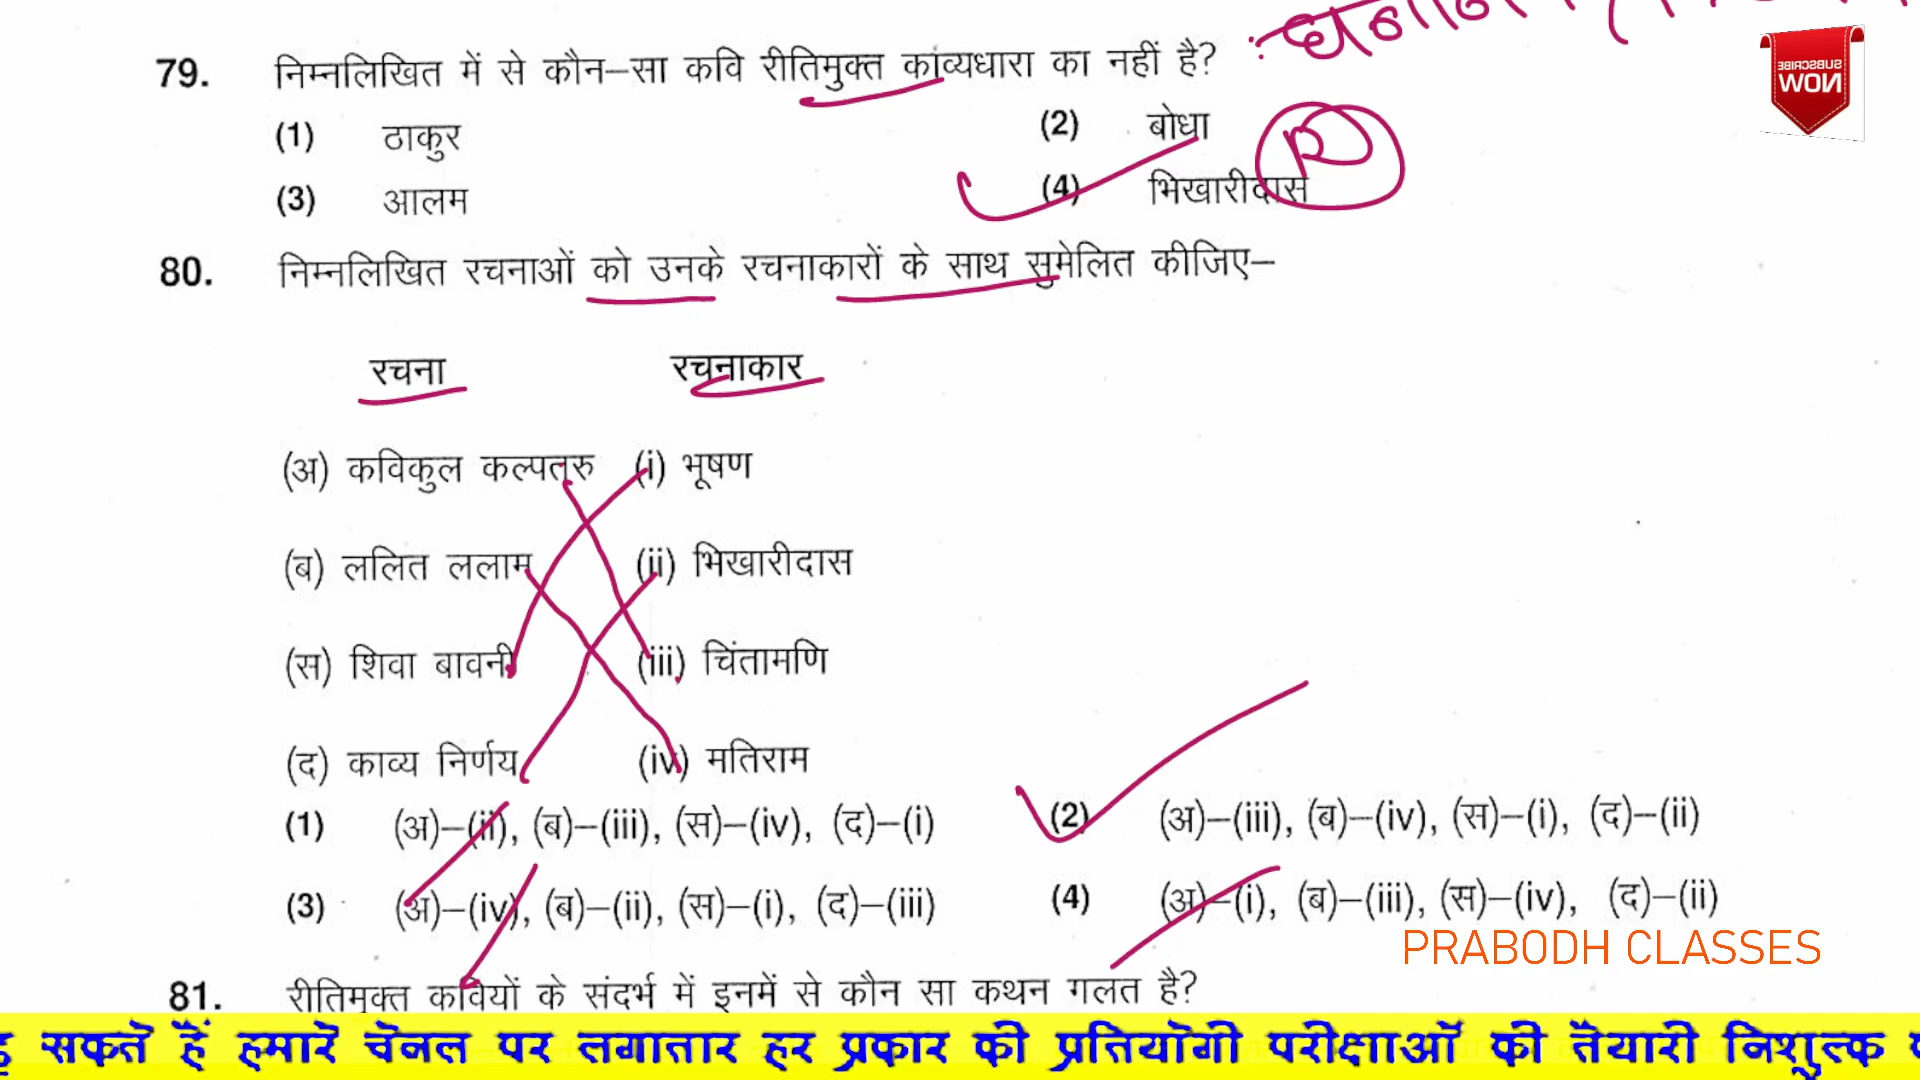 79. निम्नलिखित में से कौन–सा कवि रीतिमुक्त काव्यधारा का नहीं है?
(1) ठाकुर (2) बोधा
(3) आलम (4) भिखारीदास
SUBSCRIBE
NOW
80. निम्नलिखित रचनाओं को उनके रचनाकारों के साथ सुमेलित कीजिए–
रचना रचनाकार
(अ) कविकुल कल्पतरु (i) भूषण
(ब) ललित ललाम (ii) भिखारीदास
(स) शिवा बावनी (iii) चिंतामणि
(द) काव्य निर्णय (iv) मतिराम
(1) (अ)–(ii), (ब)–(iii), (स)–(iv), (द)–(i) (2) (अ)–(iii), (ब)–(iv), (स)–(i), (द)–(ii)
(3) (अ)–(iv), (ब)–(ii), (स)–(i), (द)–(iii) (4) (अ)–(i), (ब)–(iii), (स)–(iv), (द)–(ii)
PRABODH CLASSES
81. रीतिमुक्त कवियों के संदर्भ में इनमें से कौन सा कथन गलत है?
सकते हैं हमारे चेनल पर लगातार हर प्रकार की प्रतियोगी परीक्षाओं की तैयारी निशुल्क